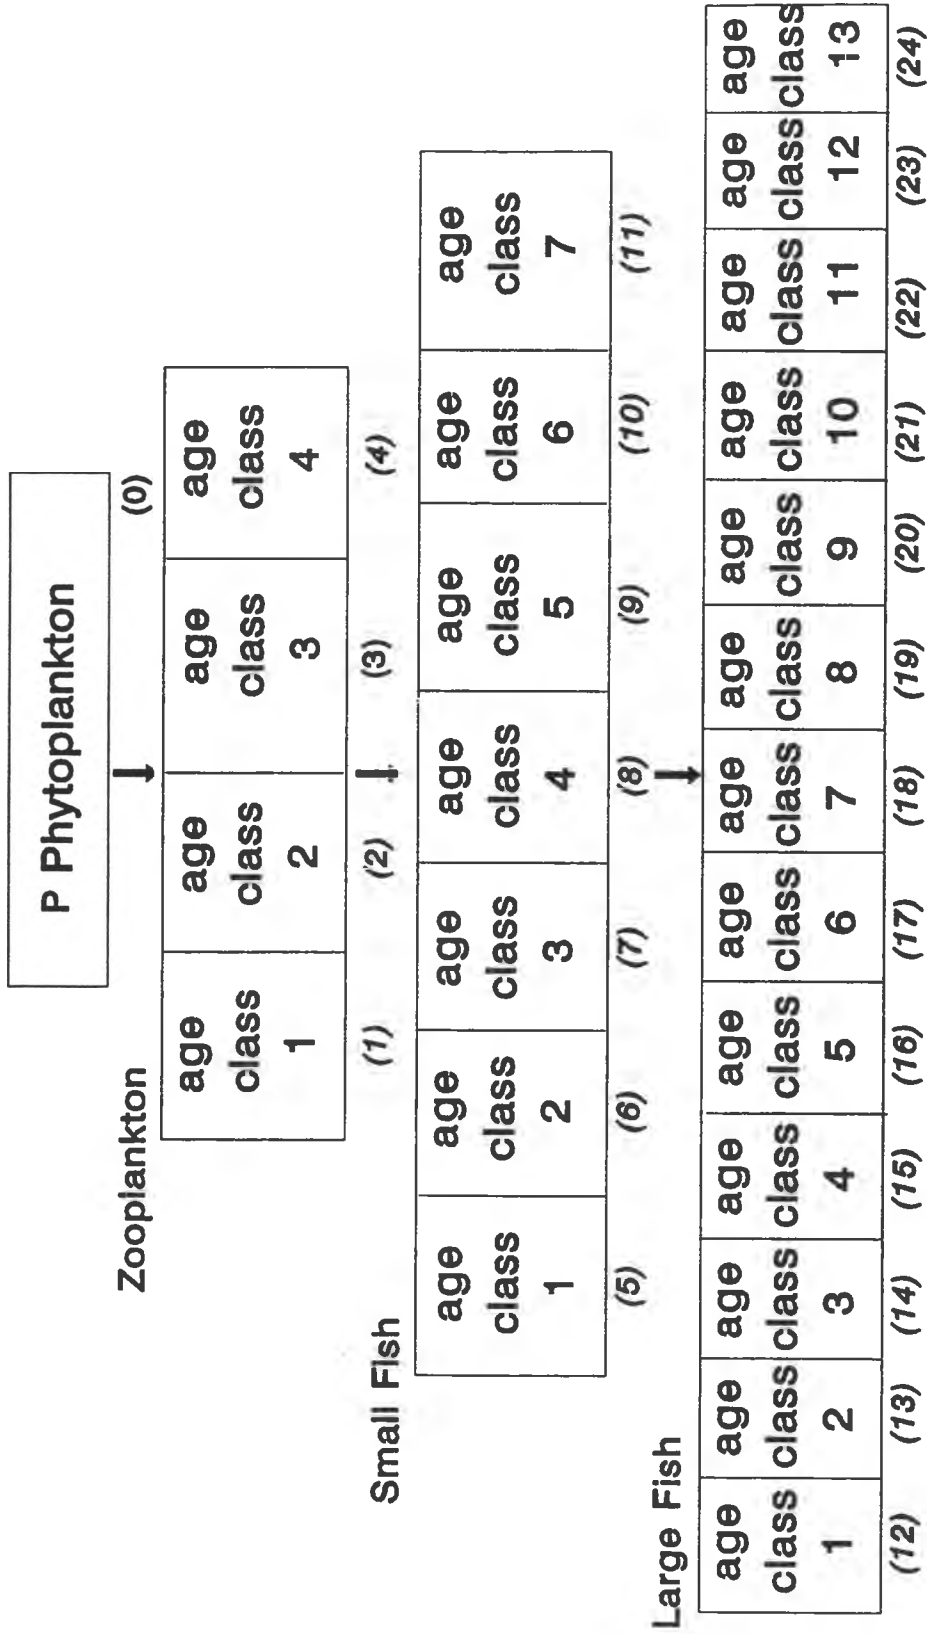 P Phytoplankton
(0)
Zooplankton
age class 1
age class 2
age class 3
age class 4
(1) (2) (3) (4)
Small Fish
age class 1
age class 2
age class 3
age class 4
age class 5
age class 6
age class 7
(5) (6) (7) (8) (9) (10) (11)
Large Fish
age class 1
age class 2
age class 3
age class 4
age class 5
age class 6
age class 7
age class 8
age class 9
age class 10
age class 11
age class 12
age class 13
(12) (13) (14) (15) (16) (17) (18) (19) (20) (21) (22) (23) (24)